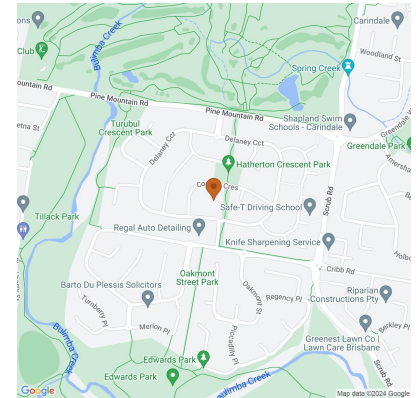 Carindale
Woodland St
Club
Bulimba Creek
Spring Creek
Pine Mountain Rd
Pine Mountain Rd
Turubul
Crescent Park
Delaney Cct
Delaney Cct
Shapland Swim
Schools - Carindale
Greendale Park
Hatherton Crescent Park
Scrub Rd
Safe-T Driving School
Tillack Park
Regal Auto Detailing
Knife Sharpening Service
Cribb Rd
Oakmont
Street Park
Oakmont St
Regency Pl
Riparian
Constructions Pty
Barto Du Plessis Solicitors
Turnberry Pl
Merion Pl
Piccadilly Pl
Berkley
Greenest Lawn Co |
Lawn Care Brisbane
Bulimba Creek
Edwards Park
Edwards Park
Bulimba Creek
Scrub Rd
Google
Map data ©2024 Google